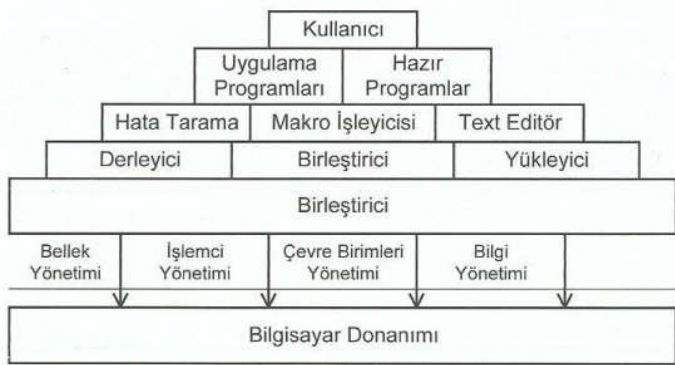 Kullanıcı
Uygulama Programları
Hazır Programlar
Hata Tarama
Makro İşleyicisi
Text Editör
Derleyici
Birleştirici
Yükleyici
Birleştirici
Bellek Yönetimi
İşlemci Yönetimi
Çevre Birimleri Yönetimi
Bilgi Yönetimi
Bilgisayar Donanımı